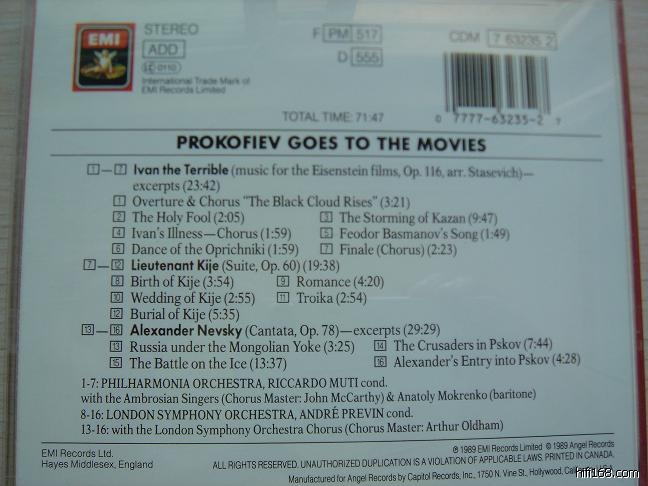 EMI
STEREO
ADD
F PM 517
D 555
CDM 7 63235 2
International Trade Mark of
EMI Records Limited
TOTAL TIME: 71:47
0 7777-63235-2 7
PROKOFIEV GOES TO THE MOVIES
1–7 Ivan the Terrible (music for the Eisenstein films, Op. 116, arr. Stasevich)—
excerpts (23:42)
1 Overture & Chorus "The Black Cloud Rises" (3:21)
2 The Holy Fool (2:05) 3 The Storming of Kazan (9:47)
4 Ivan's Illness—Chorus (1:59) 5 Feodor Basmanov's Song (1:49)
6 Dance of the Oprichniki (1:59) 7 Finale (Chorus) (2:23)
7–12 Lieutenant Kije (Suite, Op. 60) (19:38)
8 Birth of Kije (3:54) 9 Romance (4:20)
10 Wedding of Kije (2:55) 11 Troika (2:54)
12 Burial of Kije (5:35)
13–16 Alexander Nevsky (Cantata, Op. 78)—excerpts (29:29)
13 Russia under the Mongolian Yoke (3:25) 14 The Crusaders in Pskov (7:44)
15 The Battle on the Ice (13:37) 16 Alexander's Entry into Pskov (4:28)
1-7: PHILHARMONIA ORCHESTRA, RICCARDO MUTI cond.
with the Ambrosian Singers (Chorus Master: John McCarthy) & Anatoly Mokrenko (baritone)
8-16: LONDON SYMPHONY ORCHESTRA, ANDRÉ PREVIN cond.
13-16: with the London Symphony Orchestra Chorus (Chorus Master: Arthur Oldham)
EMI Records Ltd.
Hayes Middlesex, England
℗ 1989 EMI Records Limited © 1989 Angel Records
ALL RIGHTS RESERVED. UNAUTHORIZED DUPLICATION IS A VIOLATION OF APPLICABLE LAWS. PRINTED IN CANADA.
Manufactured for Angel Records by Capitol Records, Inc., 1750 N. Vine St., Hollywood,
hifi168.com